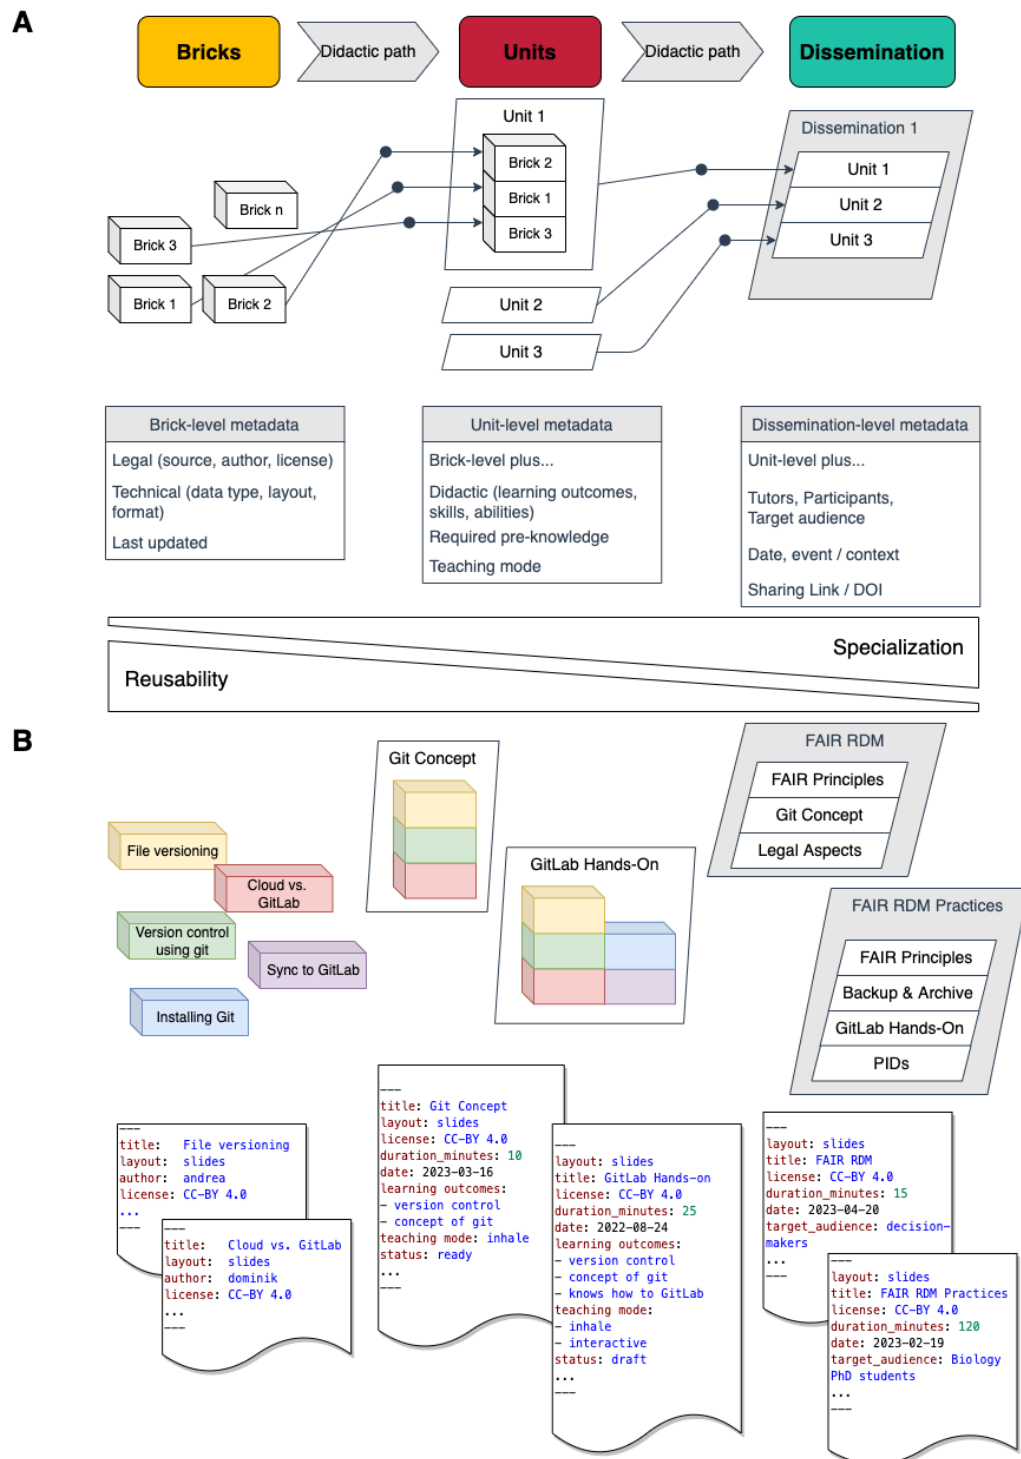 A
Bricks
Didactic path
Units
Didactic path
Dissemination
Unit 1
Brick 2
Brick 1
Brick 3
Brick n
Brick 3
Brick 1
Brick 2
Unit 2
Unit 3
Dissemination 1
Unit 1
Unit 2
Unit 3
Brick-level metadata
Legal (source, author, license)
Technical (data type, layout,
format)
Last updated
Unit-level metadata
Brick-level plus...
Didactic (learning outcomes,
skills, abilities)
Required pre-knowledge
Teaching mode
Dissemination-level metadata
Unit-level plus...
Tutors, Participants,
Target audience
Date, event / context
Sharing Link / DOI
Specialization
Reusability
B
File versioning
Cloud vs.
GitLab
Version control
using git
Sync to GitLab
Installing Git
Git Concept
GitLab Hands-On
FAIR RDM
FAIR Principles
Git Concept
Legal Aspects
FAIR RDM Practices
FAIR Principles
Backup & Archive
GitLab Hands-On
PIDs
---
title: File versioning
layout: slides
author: andrea
license: CC-BY 4.0
...
---
---
title: Cloud vs. GitLab
layout: slides
author: dominik
license: CC-BY 4.0
...
---
---
title: Git Concept
layout: slides
license: CC-BY 4.0
duration_minutes: 10
date: 2023-03-16
learning outcomes:
- version control
- concept of git
teaching mode: inhale
status: ready
...
---
---
layout: slides
title: GitLab Hands-on
license: CC-BY 4.0
duration_minutes: 25
date: 2022-08-24
learning outcomes:
- version control
- concept of git
- knows how to GitLab
teaching mode:
- inhale
- interactive
status: draft
...
---
---
layout: slides
title: FAIR RDM
license: CC-BY 4.0
duration_minutes: 15
date: 2023-04-20
target_audience: decision-
makers
...
---
---
layout: slides
title: FAIR RDM Practices
license: CC-BY 4.0
duration_minutes: 120
date: 2023-02-19
target_audience: Biology
PhD students
...
---